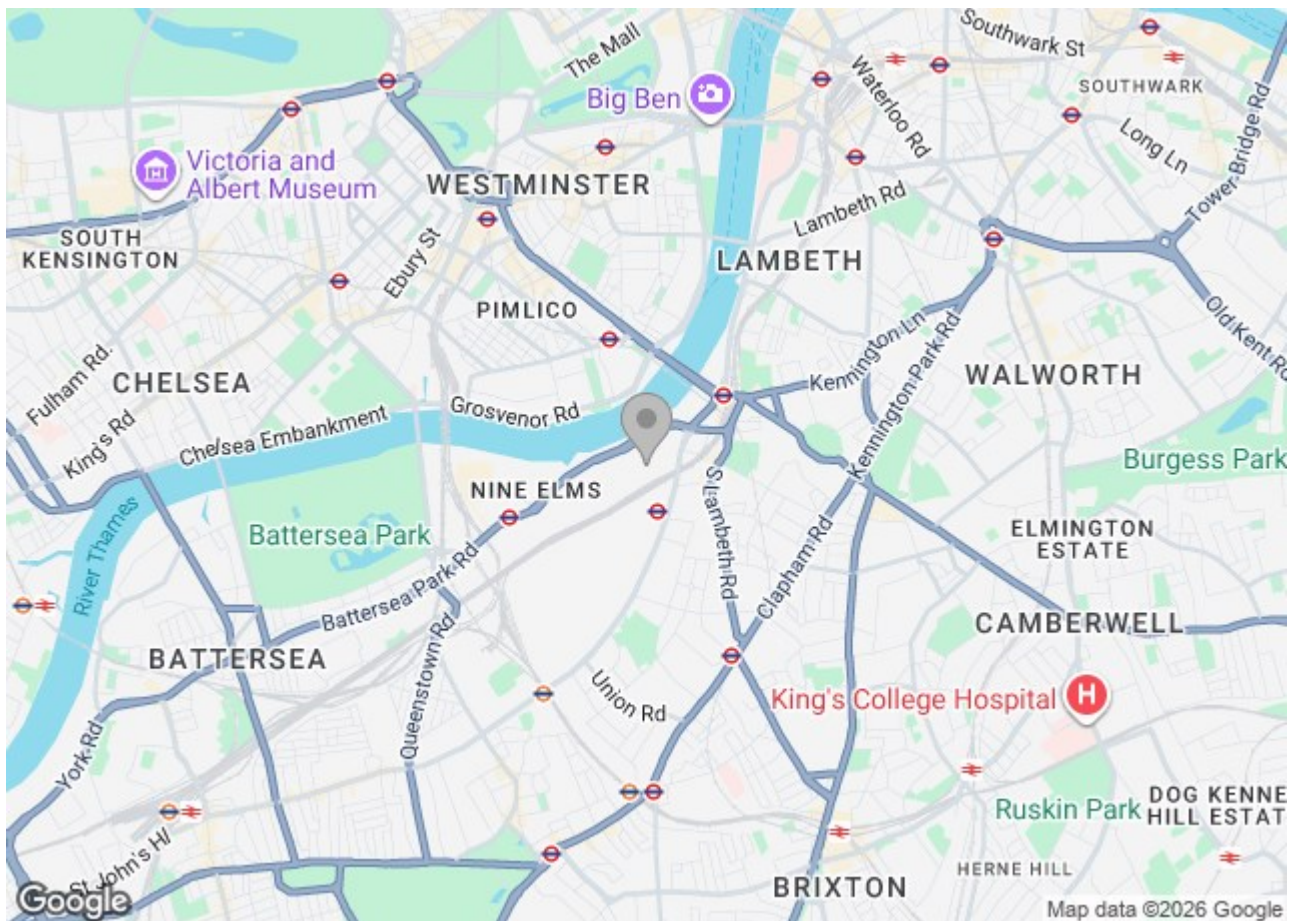 Southwark St
The Mall
Waterloo Rd
SOUTHWARK
Big Ben
Long Ln
Tower Bridge Rd
Victoria and
Albert Museum
WESTMINSTER
Lambeth Rd
SOUTH
KENSINGTON
Ebury St
LAMBETH
PIMLICO
Old Kent Rd
Kennington Ln
Kennington Park Rd
Fulham Rd.
CHELSEA
WALWORTH
King's Rd
Chelsea Embankment
Grosvenor Rd
Burgess Park
NINE ELMS
S Lambeth Rd
River Thames
Battersea Park
Clapham Rd
ELMINGTON
ESTATE
Battersea Park Rd
Queenstown Rd
CAMBERWELL
BATTERSEA
Union Rd
King's College Hospital
H
York Rd
Ruskin Park
DOG KENNE
HILL ESTAT
St John's Hl
HERNE HILL
BRIXTON
Google
Map data ©2026 Google